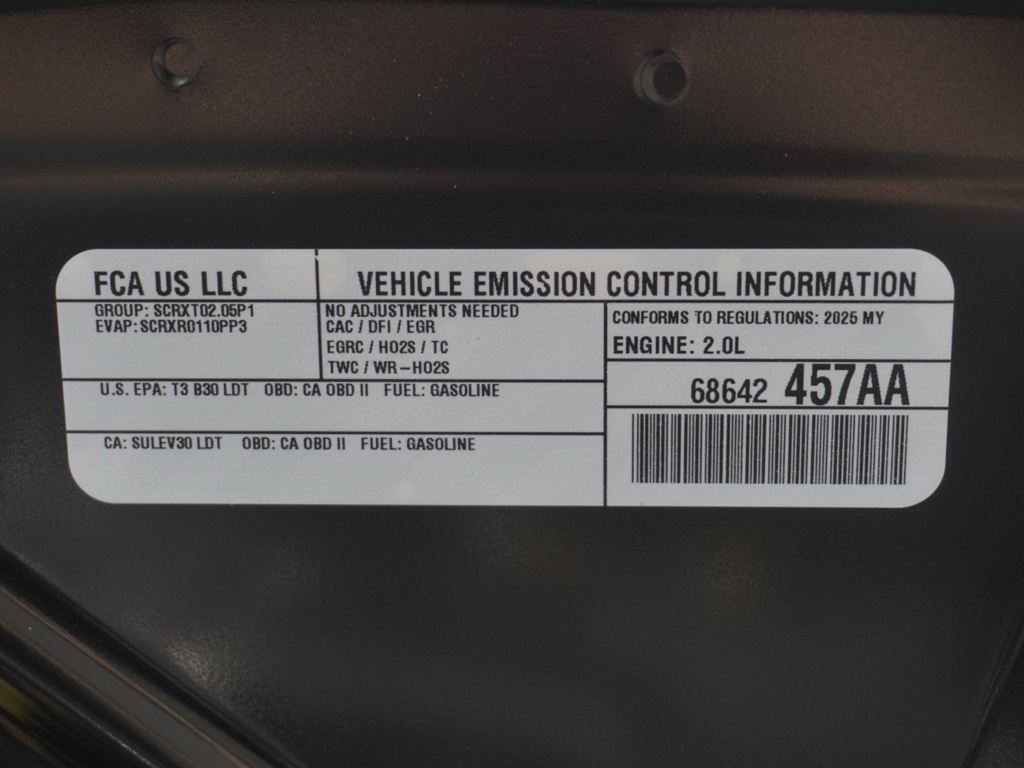 FCA US LLC
VEHICLE EMISSION CONTROL INFORMATION
GROUP: SCRXT02.05P1
EVAP: SCRXR0110PP3
NO ADJUSTMENTS NEEDED
CAC / DFI / EGR
EGRC / HO2S / TC
TWC / WR-HO2S
CONFORMS TO REGULATIONS: 2025 MY
ENGINE: 2.0L
68642 457AA
U.S. EPA: T3 B30 LDT OBD: CA OBD II FUEL: GASOLINE
CA: SULEV30 LDT OBD: CA OBD II FUEL: GASOLINE